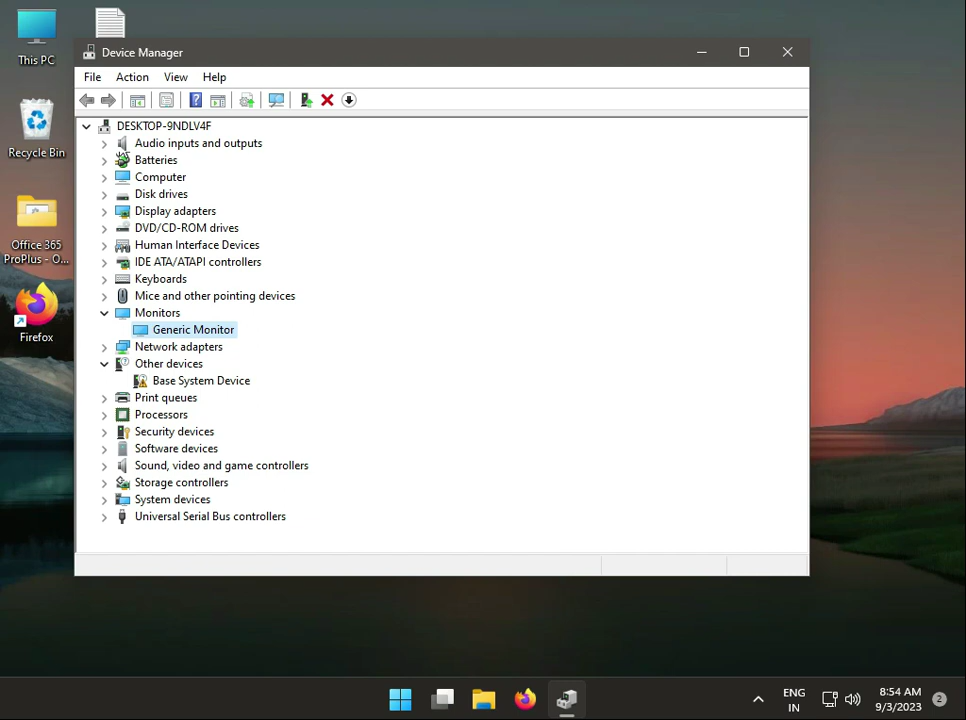 This PC
Recycle Bin
Office 365
ProPlus - O...
Firefox
Device Manager
File Action View Help
DESKTOP-9NDLV4F
Audio inputs and outputs
Batteries
Computer
Disk drives
Display adapters
DVD/CD-ROM drives
Human Interface Devices
IDE ATA/ATAPI controllers
Keyboards
Mice and other pointing devices
Monitors
Generic Monitor
Network adapters
Other devices
Base System Device
Print queues
Processors
Security devices
Software devices
Sound, video and game controllers
Storage controllers
System devices
Universal Serial Bus controllers
ENG
IN
8:54 AM
9/3/2023
2